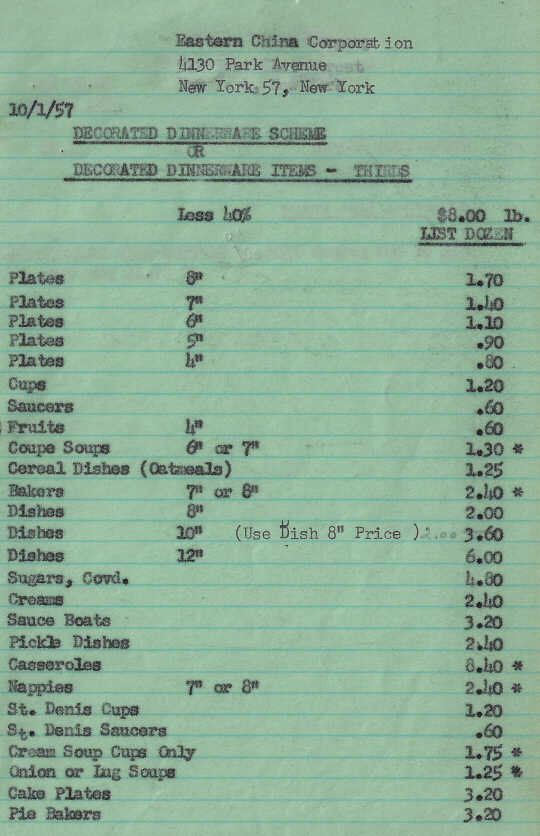 Eastern China Corporation
4130 Park Avenue
New York 57, New York
10/1/57
DECORATED DINNERWARE SCHEME
OR
DECORATED DINNERWARE ITEMS - THIRDS
Less 40% $8.00 lb.
LIST DOZEN
Plates 8" 1.70
Plates 7" 1.40
Plates 6" 1.10
Plates 5" .90
Plates 4" .80
Cups 1.20
Saucers .60
Fruits 4" .60
Coupe Soups 6" or 7" 1.30 *
Cereal Dishes (Oatmeals) 1.25
Bakers 7" or 8" 2.40 *
Dishes 8" 2.00
Dishes 10" (Use Dish 8" Price ) 2.00 3.60
Dishes 12" 6.00
Sugars, Covd. 4.80
Creams 2.40
Sauce Boats 3.20
Pickle Dishes 2.40
Casseroles 8.40 *
Nappies 7" or 8" 2.40 *
St. Denis Cups 1.20
St. Denis Saucers .60
Cream Soup Cups Only 1.75 *
Onion or Lug Soups 1.25 *
Cake Plates 3.20
Pie Bakers 3.20